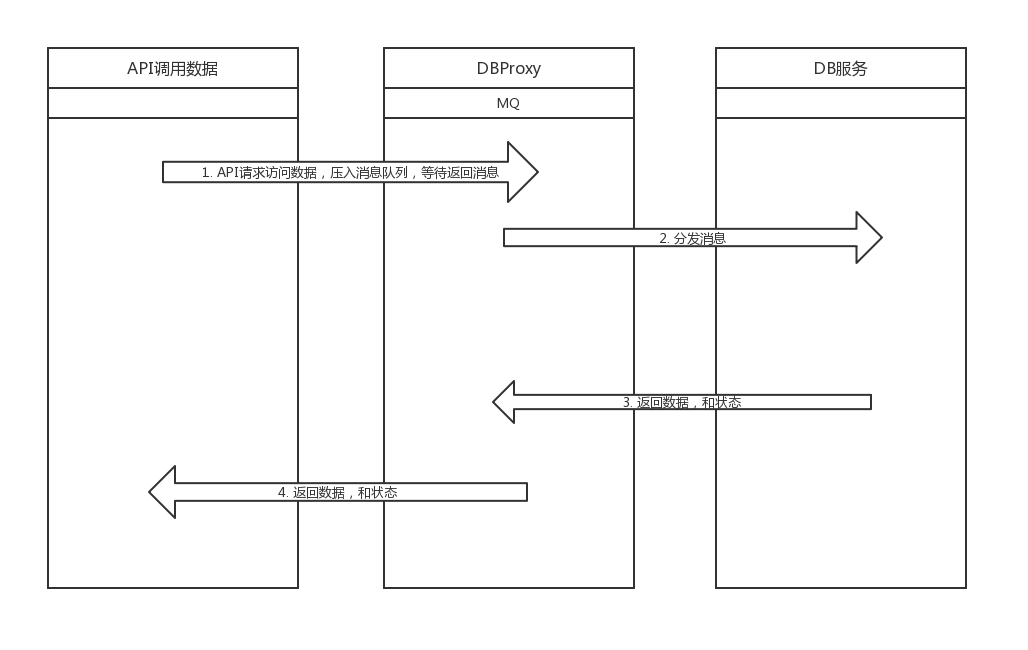 API调用数据
DBProxy
DB服务
MQ
1. API请求访问数据，压入消息队列，等待返回消息
2. 分发消息
3. 返回数据，和状态
4. 返回数据，和状态